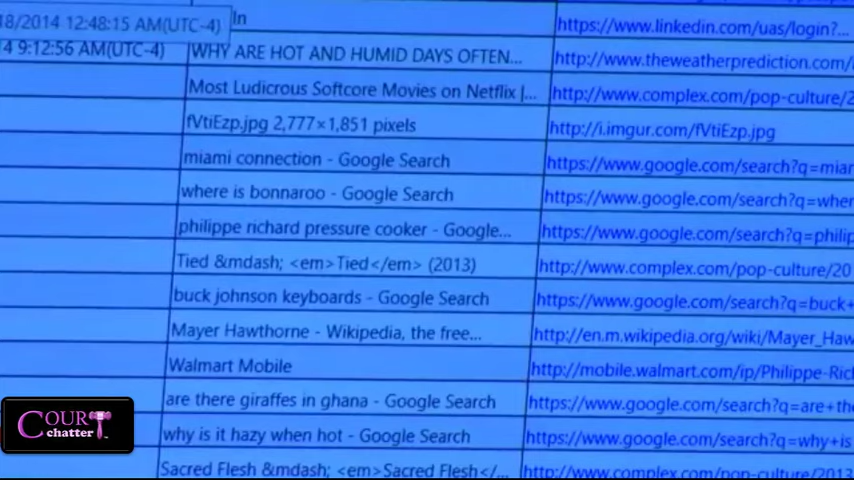 18/2014 12:48:15 AM(UTC-4) In https://www.linkedin.com/uas/login?...
4 9:12:56 AM(UTC-4) WHY ARE HOT AND HUMID DAYS OFTEN... http://www.theweatherprediction.com/
Most Ludicrous Softcore Movies on Netflix |... http://www.complex.com/pop-culture/2
fVtiEzp.jpg 2,777×1,851 pixels http://i.imgur.com/fVtiEzp.jpg
miami connection - Google Search https://www.google.com/search?q=miar
where is bonnaroo - Google Search https://www.google.com/search?q=wher
philippe richard pressure cooker - Google... https://www.google.com/search?q=philip
Tied &mdash; <em>Tied</em> (2013) http://www.complex.com/pop-culture/20
buck johnson keyboards - Google Search https://www.google.com/search?q=buck+
Mayer Hawthorne - Wikipedia, the free... http://en.m.wikipedia.org/wiki/Mayer_Haw
Walmart Mobile http://mobile.walmart.com/ip/Philippe-Rich
are there giraffes in ghana - Google Search https://www.google.com/search?q=are+the
why is it hazy when hot - Google Search https://www.google.com/search?q=why+is
Sacred Flesh &mdash; <em>Sacred Flesh</... http://www.complex.com/pop-culture/2013
COURT
chatter